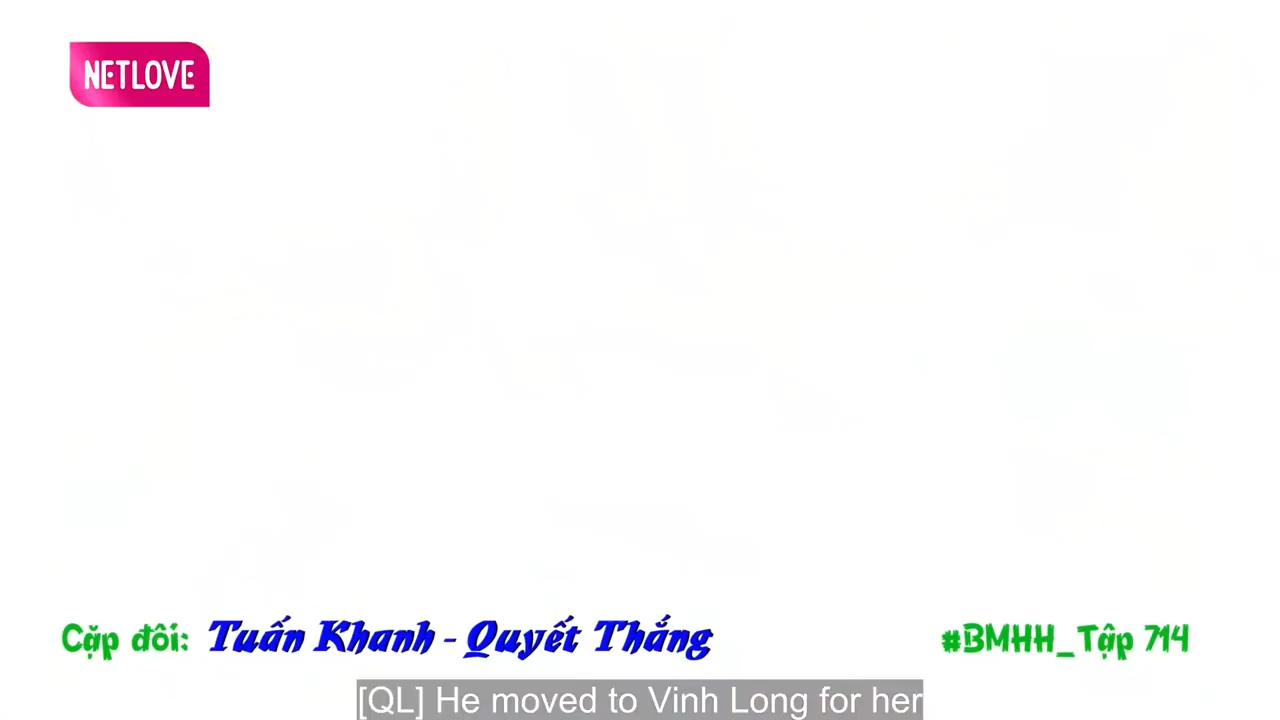 NETLOVE
Cặp đôi: Tuấn Khanh - Quyết Thắng
#BMHH_Tập 714
[QL] He moved to Vinh Long for her